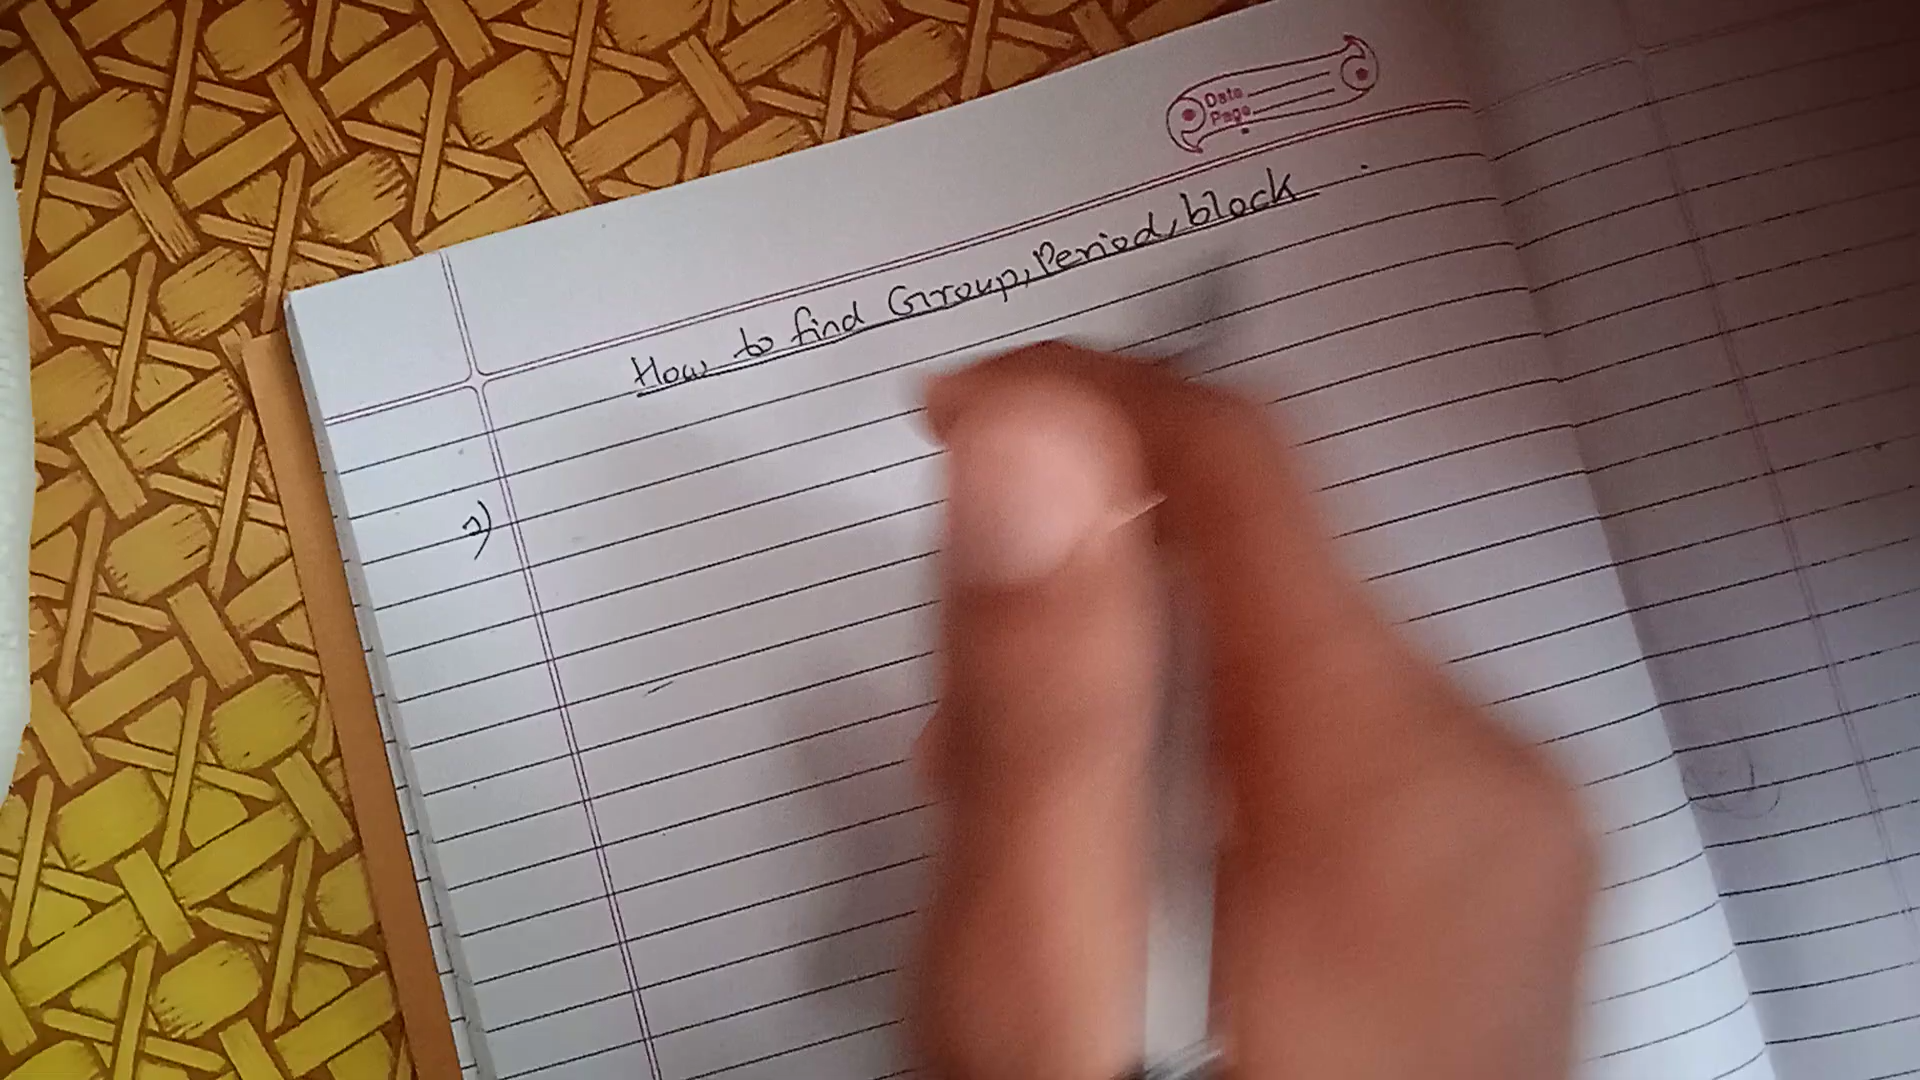 Date
Page
How to find Group, Period, block
1)